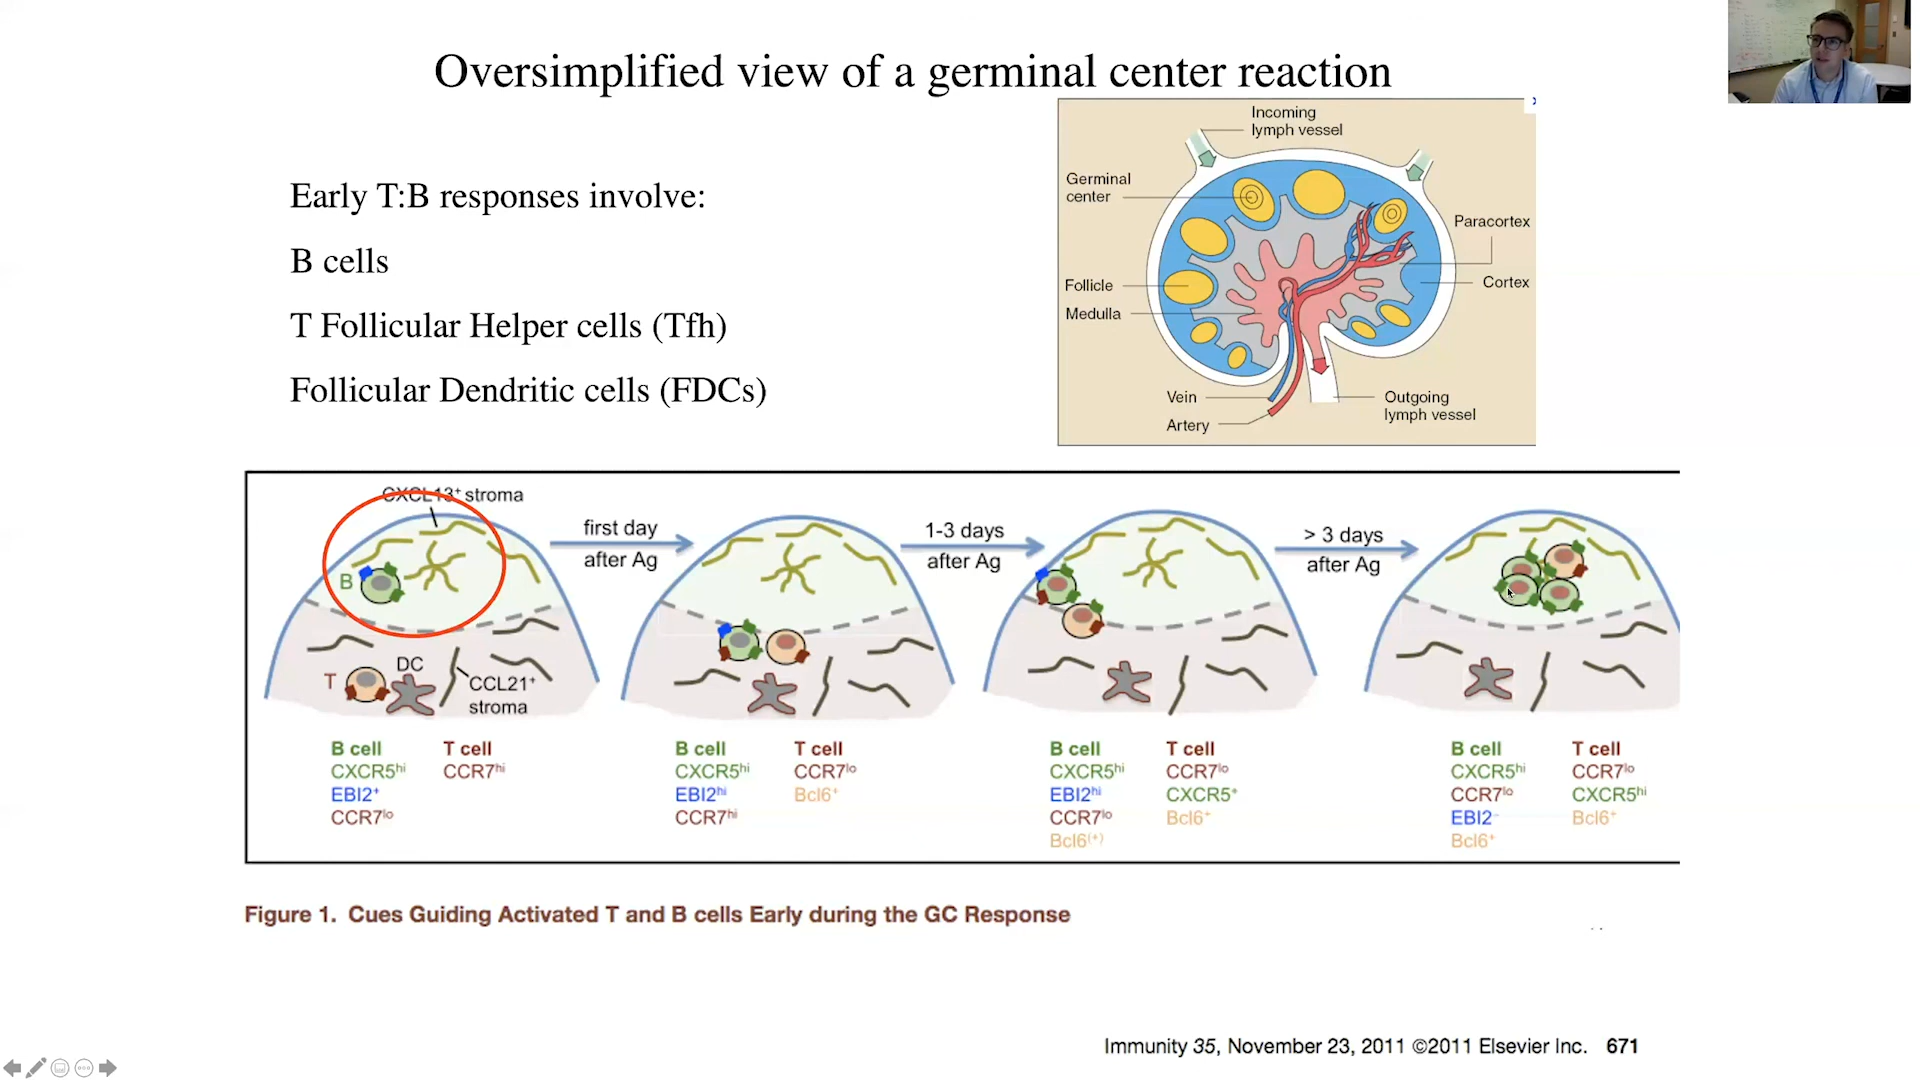 Oversimplified view of a germinal center reaction
Early T:B responses involve:
B cells
T Follicular Helper cells (Tfh)
Follicular Dendritic cells (FDCs)
Incoming
lymph vessel
Germinal
center
Paracortex
Follicle
Cortex
Medulla
Vein
Artery
Outgoing
lymph vessel
CXCL13⁺ stroma
B
T
DC
CCL21⁺
stroma
first day
after Ag
1-3 days
after Ag
> 3 days
after Ag
B cell
CXCR5ʰⁱ
EBI2⁺
CCR7ˡᵒ
T cell
CCR7ʰⁱ
B cell
CXCR5ʰⁱ
EBI2ʰⁱ
CCR7ʰⁱ
T cell
CCR7ˡᵒ
Bcl6⁺
B cell
CXCR5ʰⁱ
EBI2ʰⁱ
CCR7ˡᵒ
Bcl6⁽⁺⁾
T cell
CCR7ˡᵒ
CXCR5⁺
Bcl6⁺
B cell
CXCR5ʰⁱ
CCR7ˡᵒ
EBI2⁻
Bcl6⁺
T cell
CCR7ˡᵒ
CXCR5ʰⁱ
Bcl6⁺
Figure 1. Cues Guiding Activated T and B cells Early during the GC Response
Immunity 35, November 23, 2011 ©2011 Elsevier Inc. 671